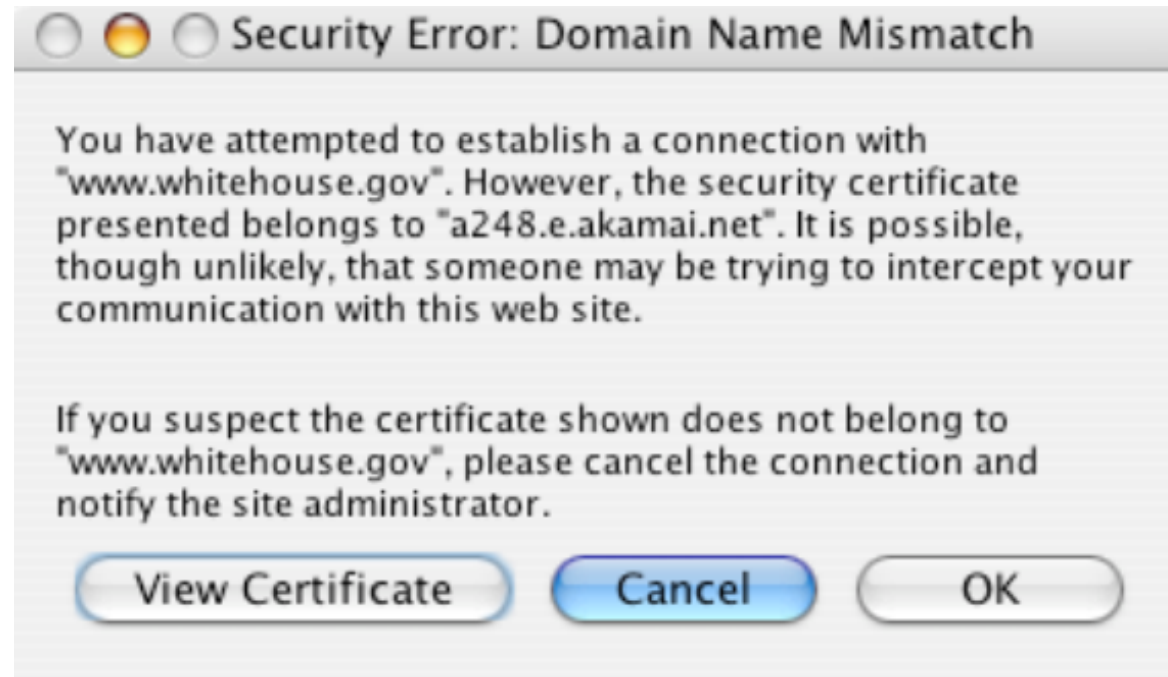 Security Error: Domain Name Mismatch
You have attempted to establish a connection with
"www.whitehouse.gov". However, the security certificate
presented belongs to "a248.e.akamai.net". It is possible,
though unlikely, that someone may be trying to intercept your
communication with this web site.
If you suspect the certificate shown does not belong to
"www.whitehouse.gov", please cancel the connection and
notify the site administrator.
View Certificate Cancel OK